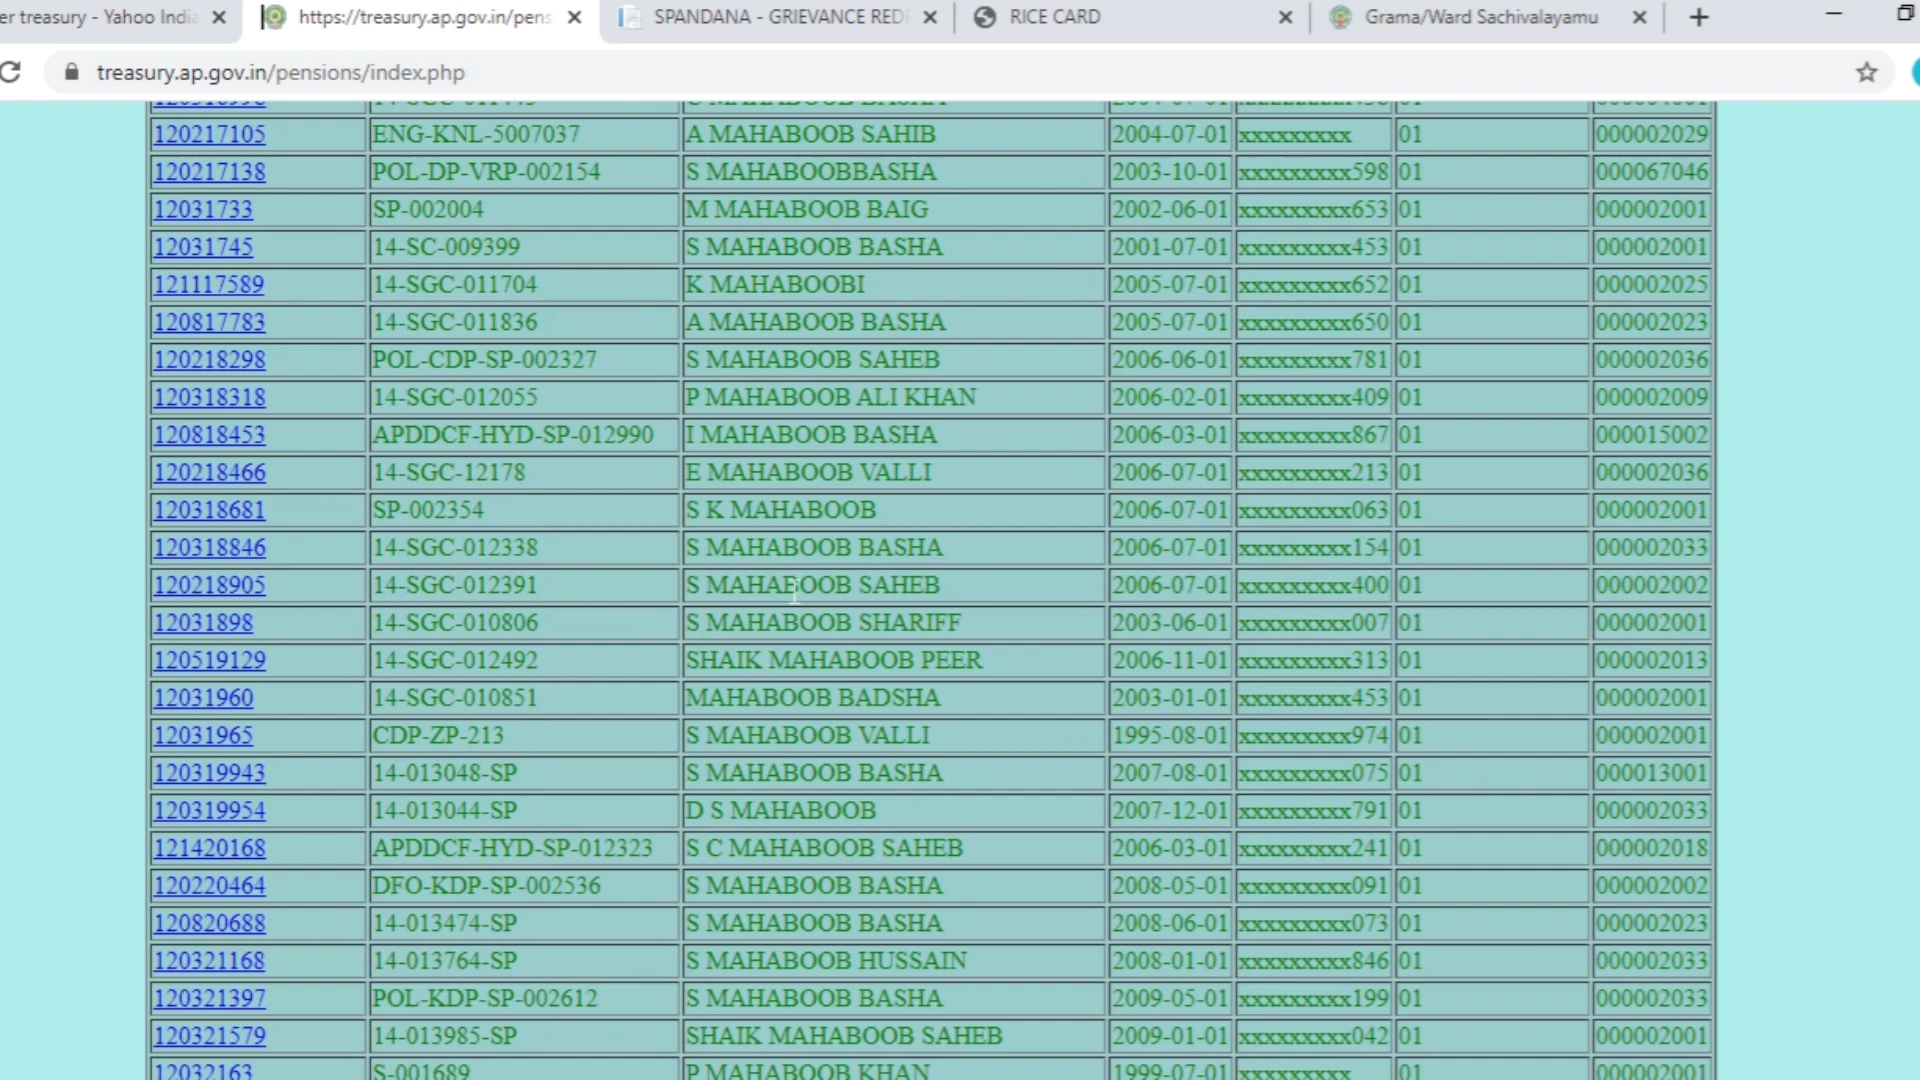 er treasury - Yahoo India
https://treasury.ap.gov.in/pens
SPANDANA - GRIEVANCE REDR
RICE CARD
Grama/Ward Sachivalayamu
treasury.ap.gov.in/pensions/index.php
120217105 ENG-KNL-5007037 A MAHABOOB SAHIB 2004-07-01 xxxxxxxxx 01 000002029
120217138 POL-DP-VRP-002154 S MAHABOOBBASHA 2003-10-01 xxxxxxxxx598 01 000067046
12031733 SP-002004 M MAHABOOB BAIG 2002-06-01 xxxxxxxxx653 01 000002001
12031745 14-SC-009399 S MAHABOOB BASHA 2001-07-01 xxxxxxxxx453 01 000002001
121117589 14-SGC-011704 K MAHABOOBI 2005-07-01 xxxxxxxxx652 01 000002025
120817783 14-SGC-011836 A MAHABOOB BASHA 2005-07-01 xxxxxxxxx650 01 000002023
120218298 POL-CDP-SP-002327 S MAHABOOB SAHEB 2006-06-01 xxxxxxxxx781 01 000002036
120318318 14-SGC-012055 P MAHABOOB ALI KHAN 2006-02-01 xxxxxxxxx409 01 000002009
120818453 APDDCF-HYD-SP-012990 I MAHABOOB BASHA 2006-03-01 xxxxxxxxx867 01 000015002
120218466 14-SGC-12178 E MAHABOOB VALLI 2006-07-01 xxxxxxxxx213 01 000002036
120318681 SP-002354 S K MAHABOOB 2006-07-01 xxxxxxxxx063 01 000002001
120318846 14-SGC-012338 S MAHABOOB BASHA 2006-07-01 xxxxxxxxx154 01 000002033
120218905 14-SGC-012391 S MAHABOOB SAHEB 2006-07-01 xxxxxxxxx400 01 000002002
12031898 14-SGC-010806 S MAHABOOB SHARIFF 2003-06-01 xxxxxxxxx007 01 000002001
120519129 14-SGC-012492 SHAIK MAHABOOB PEER 2006-11-01 xxxxxxxxx313 01 000002013
12031960 14-SGC-010851 MAHABOOB BADSHA 2003-01-01 xxxxxxxxx453 01 000002001
12031965 CDP-ZP-213 S MAHABOOB VALLI 1995-08-01 xxxxxxxxx974 01 000002001
120319943 14-013048-SP S MAHABOOB BASHA 2007-08-01 xxxxxxxxx075 01 000013001
120319954 14-013044-SP D S MAHABOOB 2007-12-01 xxxxxxxxx791 01 000002033
121420168 APDDCF-HYD-SP-012323 S C MAHABOOB SAHEB 2006-03-01 xxxxxxxxx241 01 000002018
120220464 DFO-KDP-SP-002536 S MAHABOOB BASHA 2008-05-01 xxxxxxxxx091 01 000002002
120820688 14-013474-SP S MAHABOOB BASHA 2008-06-01 xxxxxxxxx073 01 000002023
120321168 14-013764-SP S MAHABOOB HUSSAIN 2008-01-01 xxxxxxxxx846 01 000002033
120321397 POL-KDP-SP-002612 S MAHABOOB BASHA 2009-05-01 xxxxxxxxx199 01 000002033
120321579 14-013985-SP SHAIK MAHABOOB SAHEB 2009-01-01 xxxxxxxxx042 01 000002001
12032163 S-001689 P MAHABOOB KHAN 1999-07-01 xxxxxxxxx 01 000002001